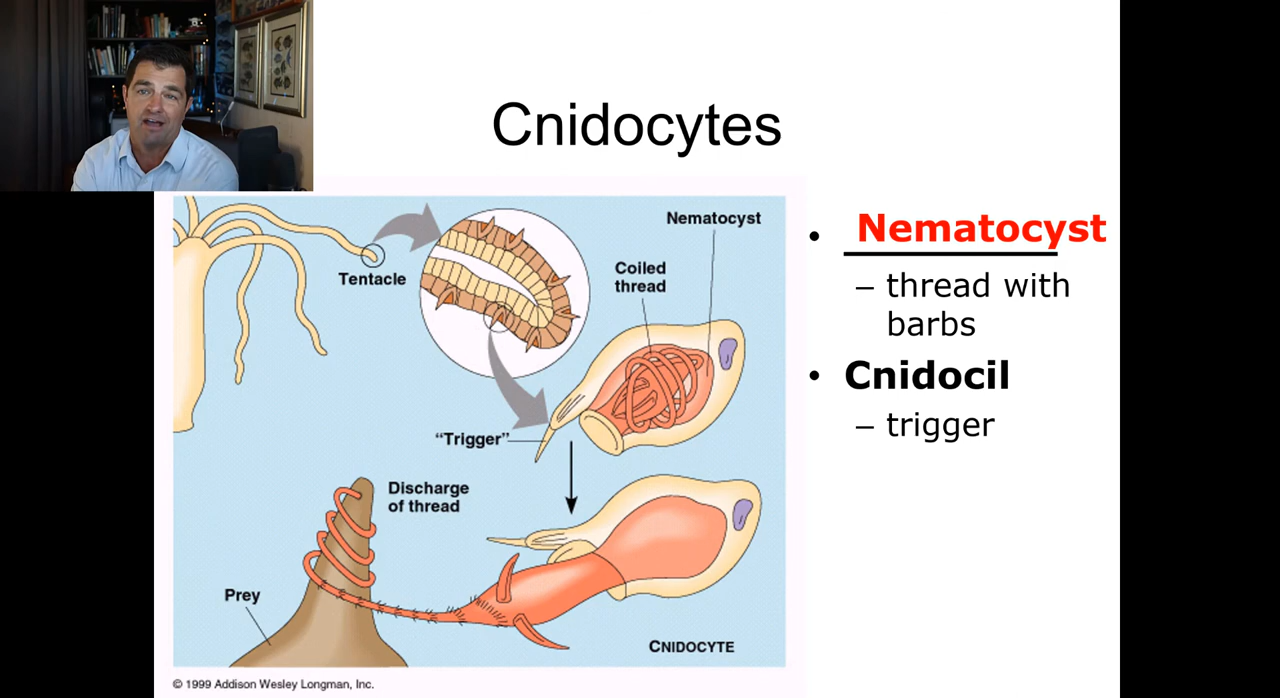 Cnidocytes
Nematocyst
Coiled
thread
Tentacle
“Trigger”
Discharge
of thread
Prey
CNIDOCYTE
© 1999 Addison Wesley Longman, Inc.
• Nematocyst
– thread with
barbs
• Cnidocil
– trigger